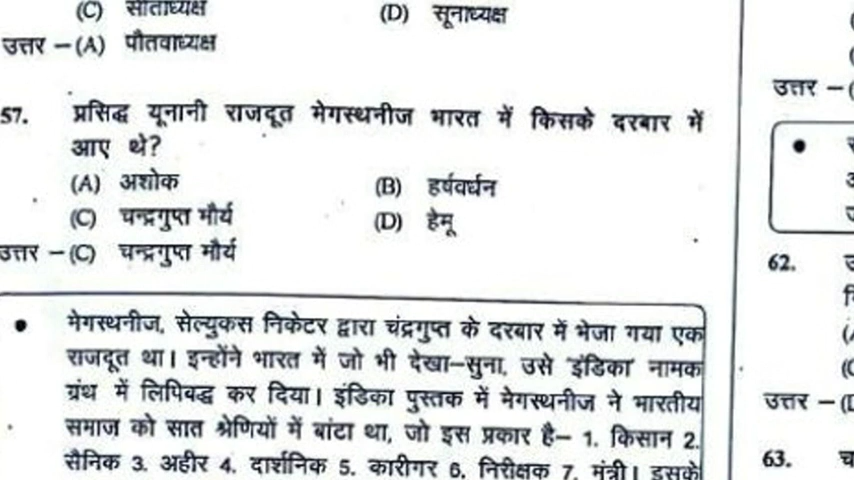 (C) सीताध्यक्ष (D) सूनाध्यक्ष
उत्तर –(A) पौतवाध्यक्ष
57. प्रसिद्ध यूनानी राजदूत मेगस्थनीज भारत में किसके दरबार में
आए थे?
(A) अशोक (B) हर्षवर्धन
(C) चन्द्रगुप्त मौर्य (D) हेमू
उत्तर –(C) चन्द्रगुप्त मौर्य
• मेगस्थनीज, सेल्युकस निकेटर द्वारा चंद्रगुप्त के दरबार में भेजा गया एक
राजदूत था। इन्होंने भारत में जो भी देखा–सुना, उसे इंडिका नामक
ग्रंथ में लिपिबद्ध कर दिया। इंडिका पुस्तक में मेगस्थनीज ने भारतीय
समाज को सात श्रेणियों में बांटा था, जो इस प्रकार है– 1. किसान 2.
सैनिक 3. अहीर 4. दार्शनिक 5. कारीगर 6. निरीक्षक 7. मंत्री। इसके
उत्तर –(
•
62.
उत्तर –(D
63. च